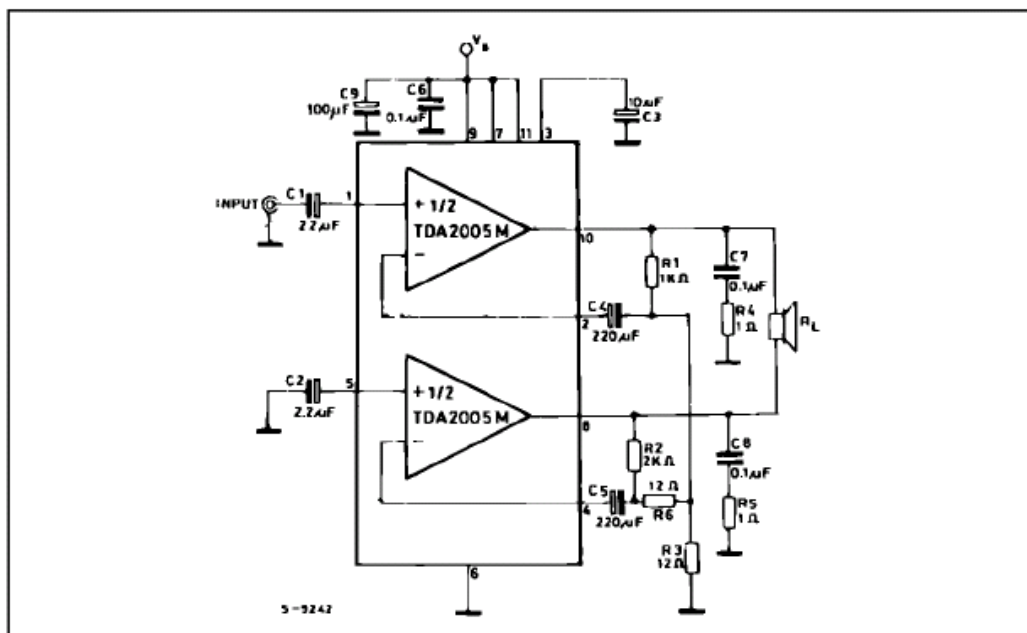 Vs
C9
100µF
C6
0.1µF
10µF
C3
9
7
11
3
INPUT
C1
2.2µF
1
+ 1/2
TDA2005M
−
10
R1
1KΩ
C7
0.1µF
R4
1Ω
RL
C4
220µF
2
C2
2.2µF
5
+ 1/2
TDA2005M
−
8
R2
2KΩ
C8
0.1µF
R5
1Ω
C5
220µF
4
12Ω
R6
R3
12Ω
6
S-9242